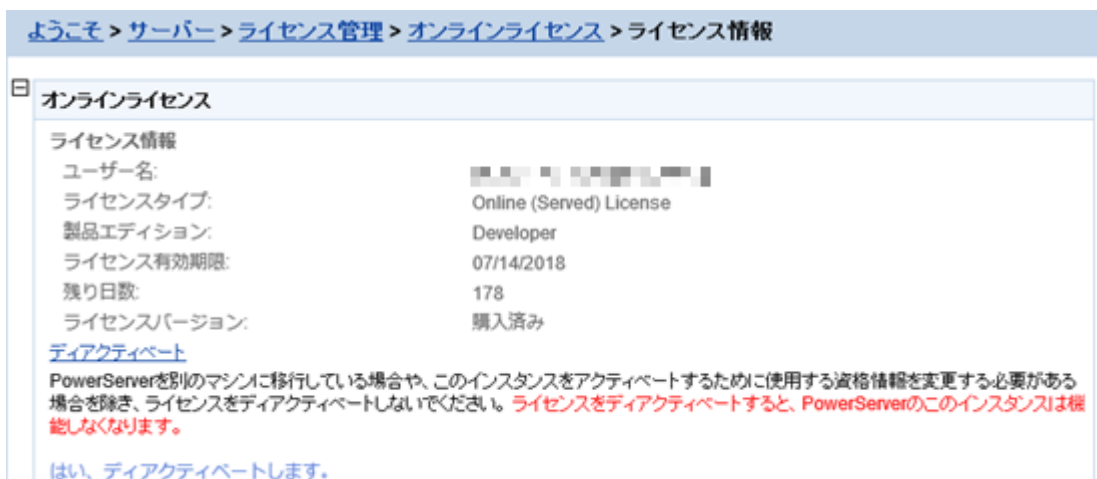 ようこそ > サーバー > ライセンス管理 > オンラインライセンス > ライセンス情報
オンラインライセンス
ライセンス情報
ユーザー名:
ライセンスタイプ: Online (Served) License
製品エディション: Developer
ライセンス有効期限: 07/14/2018
残り日数: 178
ライセンスバージョン: 購入済み
ディアクティベート
PowerServerを別のマシンに移行している場合や、このインスタンスをアクティベートするために使用する資格情報を変更する必要がある
場合を除き、ライセンスをディアクティベートしないでください。ライセンスをディアクティベートすると、PowerServerのこのインスタンスは機
能しなくなります。
はい、ディアクティベートします。